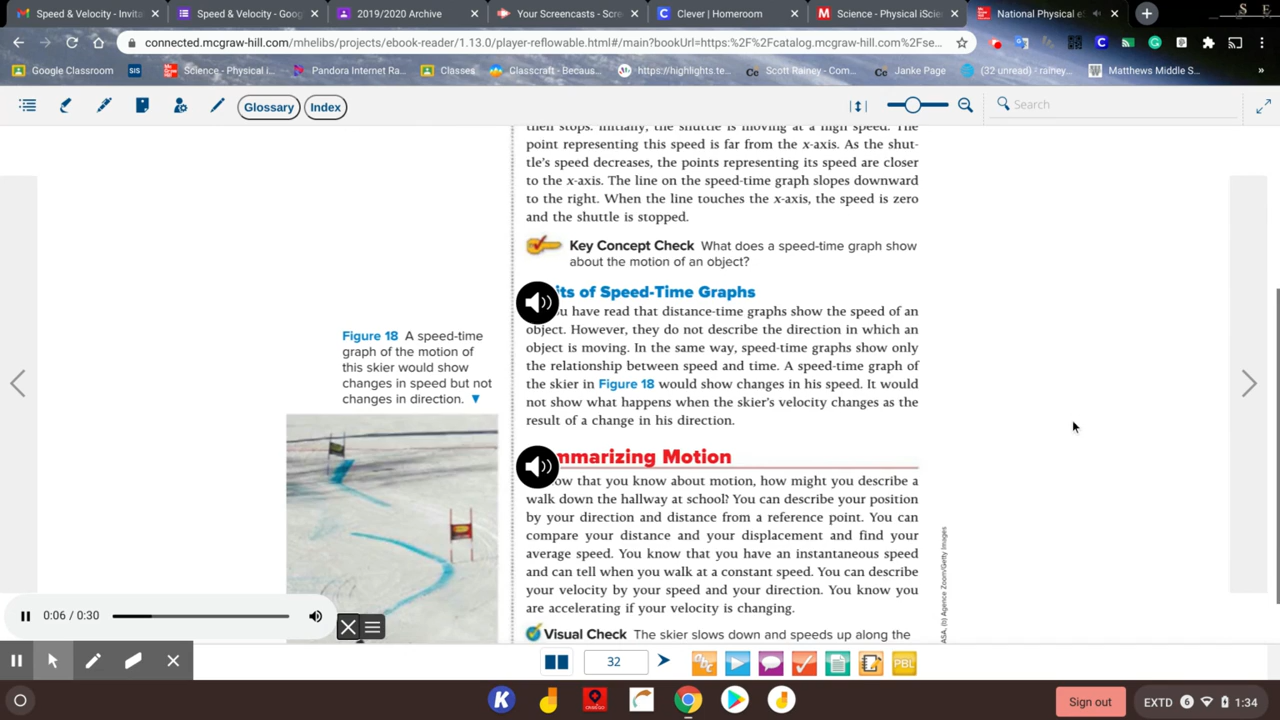 Speed & Velocity - Invita
Speed & Velocity - Goog
2019/2020 Archive
Your Screencasts - Scre
Clever | Homeroom
Science - Physical iScien
National Physical e
S E
connected.mcgraw-hill.com/mhelibs/projects/ebook-reader/1.13.0/player-reflowable.html#/main?bookUrl=https:%2F%2Fcatalog.mcgraw-hill.com%2Fse...
Google Classroom
SIS
Science - Physical i...
Pandora Internet Ra...
Classes
Classcraft - Becaus...
https://highlights.te...
Scott Rainey - Com...
Janke Page
(32 unread) - rainey...
Matthews Middle S...
»
Glossary
Index
Search
then stops. Initially, the shuttle is moving at a high speed. The
point representing this speed is far from the x-axis. As the shut-
tle's speed decreases, the points representing its speed are closer
to the x-axis. The line on the speed-time graph slopes downward
to the right. When the line touches the x-axis, the speed is zero
and the shuttle is stopped.
Key Concept Check What does a speed-time graph show
about the motion of an object?
its of Speed-Time Graphs
u have read that distance-time graphs show the speed of an
object. However, they do not describe the direction in which an
object is moving. In the same way, speed-time graphs show only
the relationship between speed and time. A speed-time graph of
the skier in Figure 18 would show changes in his speed. It would
not show what happens when the skier's velocity changes as the
result of a change in his direction.
Figure 18 A speed-time
graph of the motion of
this skier would show
changes in speed but not
changes in direction. ▼
mmarizing Motion
ow that you know about motion, how might you describe a
walk down the hallway at school? You can describe your position
by your direction and distance from a reference point. You can
compare your distance and your displacement and find your
average speed. You know that you have an instantaneous speed
and can tell when you walk at a constant speed. You can describe
your velocity by your speed and your direction. You know you
are accelerating if your velocity is changing.
Visual Check The skier slows down and speeds up along the
ASA, (b) Agence Zoom/Getty Images
0:06 / 0:30
32
abc
PBL
Sign out
EXTD
6
1:34